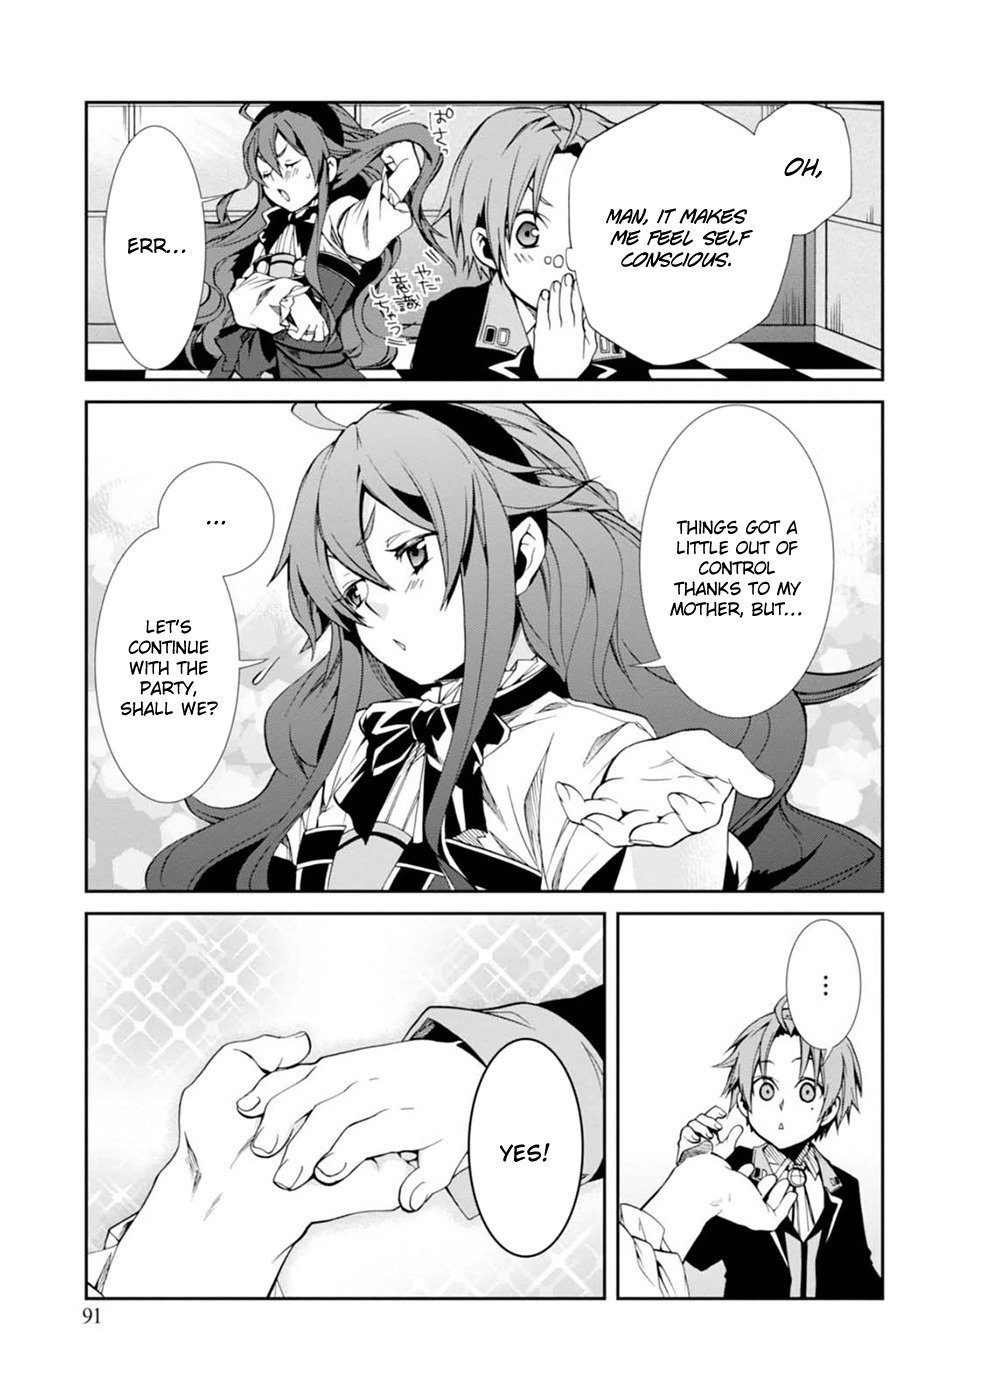 OH,
MAN, IT MAKES
ME FEEL SELF
CONSCIOUS.
ぱさっ
やだ
意識
しちゃうっ
ERR...
THINGS GOT A
LITTLE OUT OF
CONTROL
THANKS TO MY
MOTHER, BUT...
...
LET'S
CONTINUE
WITH THE
PARTY,
SHALL WE?
...
YES!
91